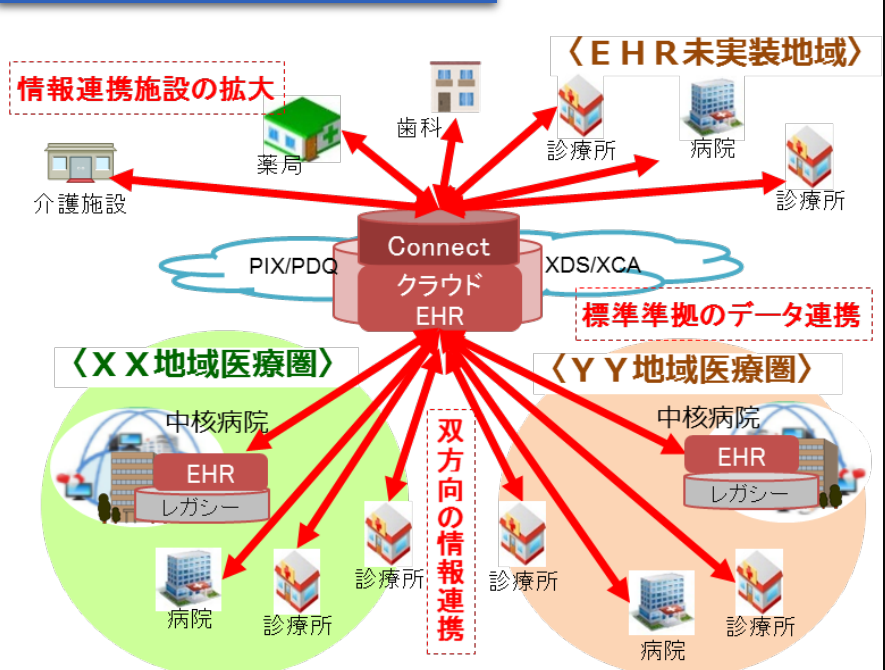 〈ＥＨＲ未実装地域〉
情報連携施設の拡大
歯科
薬局
診療所
病院
介護施設
診療所
Connect
PIX/PDQ
XDS/XCA
クラウド
EHR
標準準拠のデータ連携
〈ＸＸ地域医療圏〉
〈ＹＹ地域医療圏〉
中核病院
EHR
レガシー
双方向の情報連携
中核病院
EHR
レガシー
診療所
病院
診療所
診療所
病院
診療所